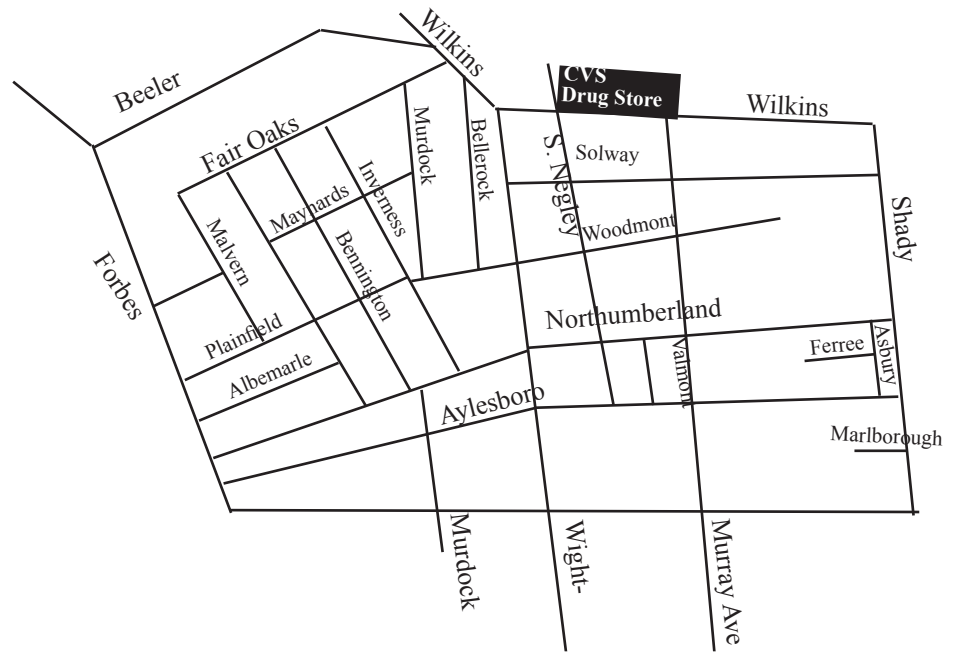 Wilkins
Beeler
CVS
Drug Store
Wilkins
Fair Oaks
Murdock
Bellerock
S. Negley
Solway
Inverness
Maynards
Malvern
Woodmont
Shady
Bennington
Forbes
Plainfield
Northumberland
Albemarle
Valmont
Ferree
Asbury
Aylesboro
Marlborough
Murdock
Wight-
Murray Ave